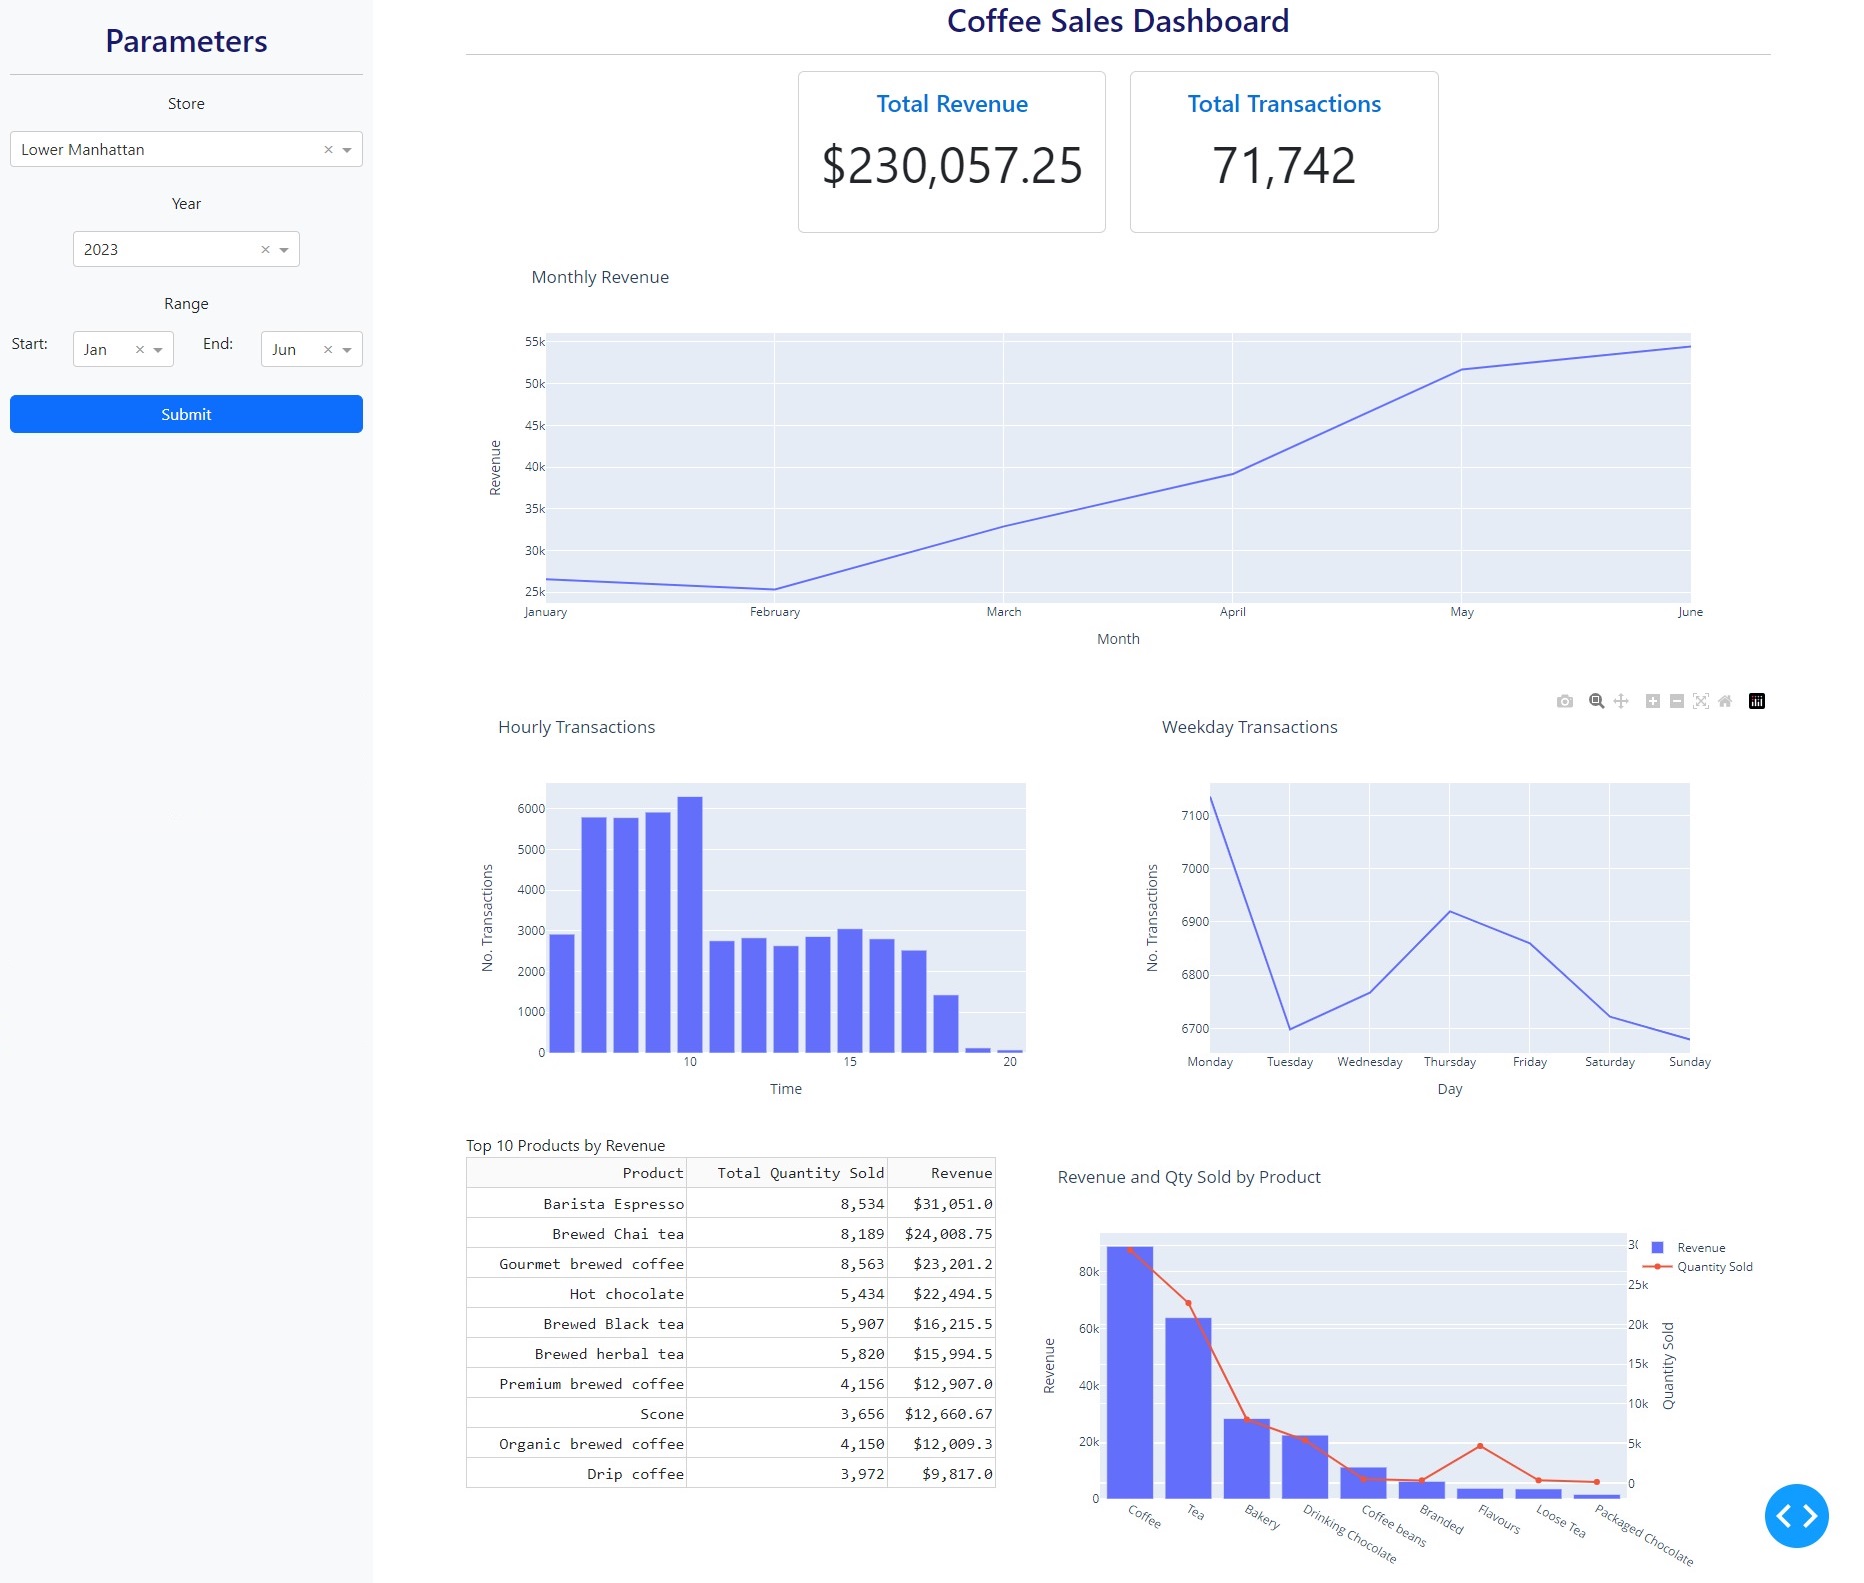 Parameters
Store
Lower Manhattan
Year
2023
Range
Start: Jan End: Jun
Submit
Coffee Sales Dashboard
Total Revenue
$230,057.25
Total Transactions
71,742
Monthly Revenue
55k
50k
45k
40k
35k
30k
25k
Revenue
January February March April May June
Month
Hourly Transactions
6000
5000
4000
3000
2000
1000
0
No. Transactions
10 15 20
Time
Weekday Transactions
7100
7000
6900
6800
6700
No. Transactions
Monday Tuesday Wednesday Thursday Friday Saturday Sunday
Day
Top 10 Products by Revenue
Product Total Quantity Sold Revenue
Barista Espresso 8,534 $31,051.0
Brewed Chai tea 8,189 $24,008.75
Gourmet brewed coffee 8,563 $23,201.2
Hot chocolate 5,434 $22,494.5
Brewed Black tea 5,907 $16,215.5
Brewed herbal tea 5,820 $15,994.5
Premium brewed coffee 4,156 $12,907.0
Scone 3,656 $12,660.67
Organic brewed coffee 4,150 $12,009.3
Drip coffee 3,972 $9,817.0
Revenue and Qty Sold by Product
80k
60k
40k
20k
0
Revenue
Coffee Tea Bakery Drinking Chocolate Coffee beans Branded Flavours Loose Tea Packaged Chocolate
25k
20k
15k
10k
5k
0
Quantity Sold
Revenue
Quantity Sold